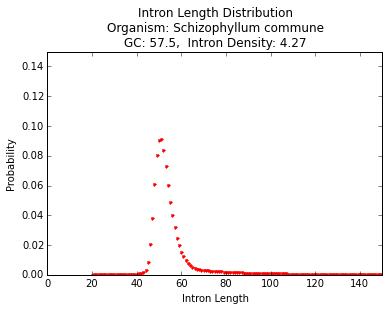 Intron Length Distribution
Organism: Schizophyllum commune
GC: 57.5,  Intron Density: 4.27
0.14
0.12
0.10
0.08
0.06
0.04
0.02
0.00
Probability
0 20 40 60 80 100 120 140
Intron Length